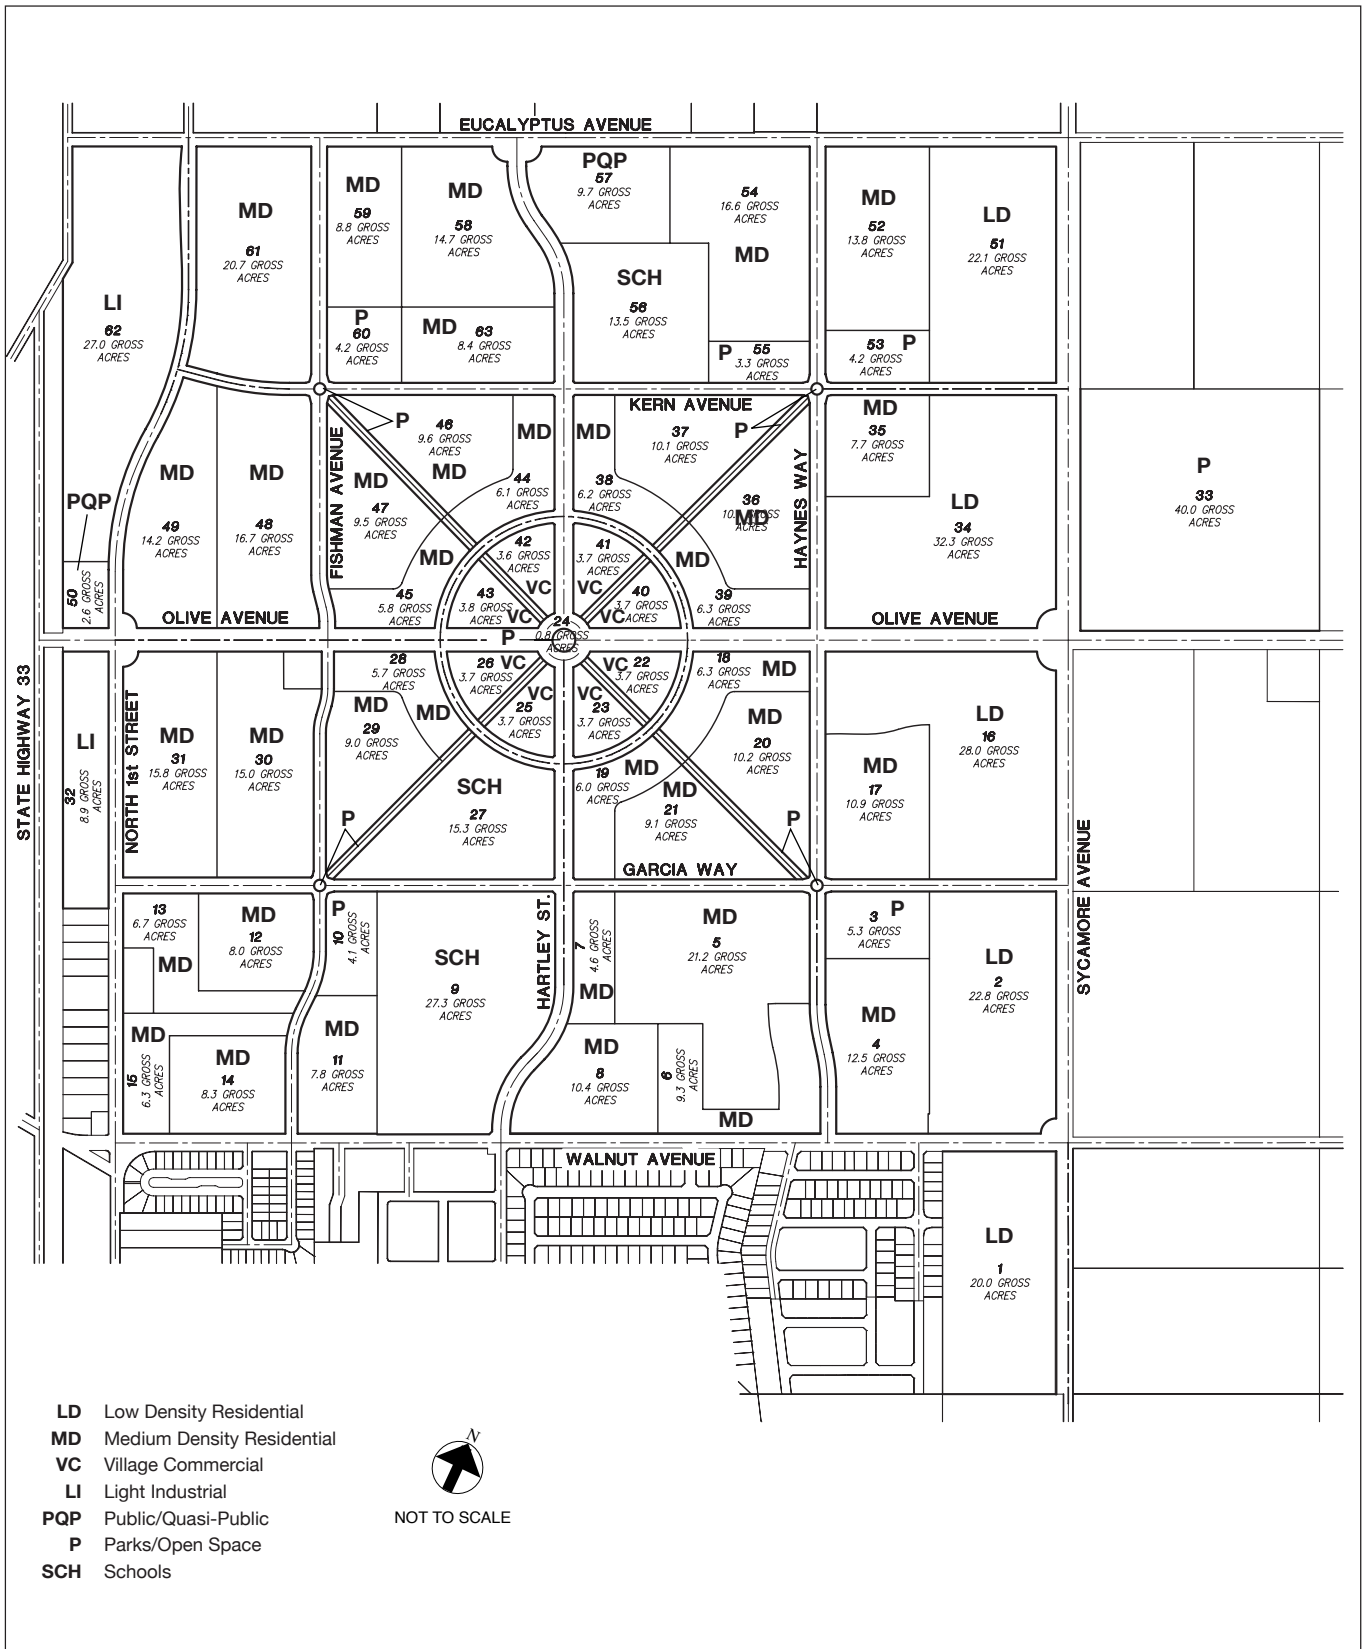 EUCALYPTUS AVENUE
PQP
57
9.7 GROSS
ACRES
MD
59
8.8 GROSS
ACRES
MD
58
14.7 GROSS
ACRES
54
16.6 GROSS
ACRES
MD
MD
52
13.8 GROSS
ACRES
LD
51
22.1 GROSS
ACRES
MD
61
20.7 GROSS
ACRES
LI
62
27.0 GROSS
ACRES
SCH
56
13.5 GROSS
ACRES
P
60
4.2 GROSS
ACRES
MD
63
8.4 GROSS
ACRES
P
55
3.3 GROSS
ACRES
53
P
4.2 GROSS
ACRES
KERN AVENUE
P
46
9.6 GROSS
ACRES
MD
MD
MD
37
10.1 GROSS
ACRES
P
MD
35
7.7 GROSS
ACRES
FISHMAN AVENUE
HAYNES WAY
MD
49
14.2 GROSS
ACRES
MD
48
16.7 GROSS
ACRES
MD
47
9.5 GROSS
ACRES
44
6.1 GROSS
ACRES
38
6.2 GROSS
ACRES
36
MD
ACRES
LD
34
32.3 GROSS
ACRES
P
33
40.0 GROSS
ACRES
PQP
50
2.6 GROSS
ACRES
MD
45
5.8 GROSS
ACRES
42
3.6 GROSS
ACRES
VC
41
3.7 GROSS
ACRES
VC
MD
39
6.3 GROSS
ACRES
43
3.8 GROSS
ACRES
VC
40
3.7 GROSS
ACRES
VC
OLIVE AVENUE
OLIVE AVENUE
24
0.8 GROSS
ACRES
P
28
5.7 GROSS
ACRES
MD
26
VC
3.7 GROSS
ACRES
VC
25
3.7 GROSS
ACRES
VC
22
3.7 GROSS
ACRES
VC
23
3.7 GROSS
ACRES
18
6.3 GROSS
ACRES
MD
STATE HIGHWAY 33
NORTH 1st STREET
LI
32
8.9 GROSS
ACRES
MD
31
15.8 GROSS
ACRES
MD
30
15.0 GROSS
ACRES
MD
29
9.0 GROSS
ACRES
MD
20
10.2 GROSS
ACRES
LD
16
28.0 GROSS
ACRES
SCH
27
15.3 GROSS
ACRES
19
MD
6.0 GROSS
ACRES
MD
21
9.1 GROSS
ACRES
MD
17
10.9 GROSS
ACRES
P
P
GARCIA WAY
SYCAMORE AVENUE
13
6.7 GROSS
ACRES
MD
MD
12
8.0 GROSS
ACRES
P
10
4.1 GROSS
ACRES
SCH
9
27.3 GROSS
ACRES
HARTLEY ST.
7
4.6 GROSS
ACRES
MD
MD
5
21.2 GROSS
ACRES
3
P
5.3 GROSS
ACRES
LD
2
22.8 GROSS
ACRES
MD
15
6.3 GROSS
ACRES
MD
14
8.3 GROSS
ACRES
MD
11
7.8 GROSS
ACRES
MD
8
10.4 GROSS
ACRES
6
9.3 GROSS
ACRES
MD
MD
4
12.5 GROSS
ACRES
WALNUT AVENUE
LD
1
20.0 GROSS
ACRES
LD Low Density Residential
MD Medium Density Residential
VC Village Commercial
LI Light Industrial
PQP Public/Quasi-Public
P Parks/Open Space
SCH Schools
N
NOT TO SCALE